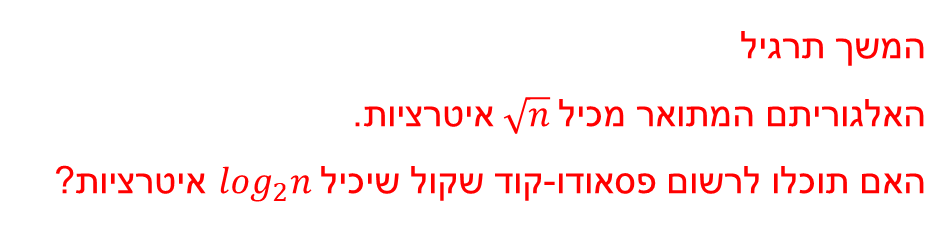 המשך תרגיל
האלגוריתם המתואר מכיל √n איטרציות.
האם תוכלו לרשום פסאודו-קוד שקול שיכיל log₂n איטרציות?